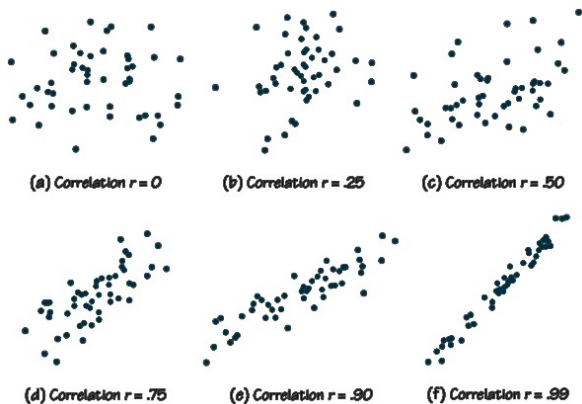 (a) Correlation r = 0
(b) Correlation r = .25
(c) Correlation r = .50
(d) Correlation r = .75
(e) Correlation r = .90
(f) Correlation r = .99